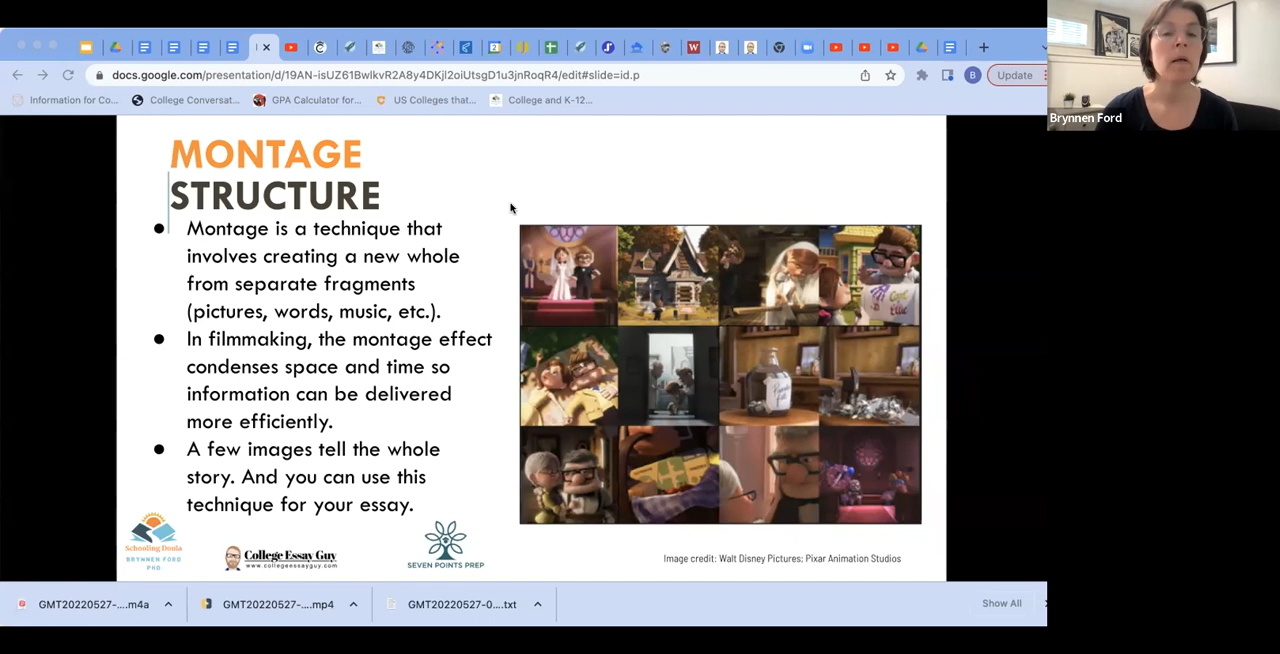 docs.google.com/presentation/d/19AN-isUZ61BwlkvR2A8y4DKjl2oiUtsgD1u3jnRoqR4/edit#slide=id.p
B
Update
Information for Co...
College Conversat...
GPA Calculator for...
US Colleges that...
College and K-12...
Brynnen Ford
MONTAGE
STRUCTURE
● Montage is a technique that
involves creating a new whole
from separate fragments
(pictures, words, music, etc.).
● In filmmaking, the montage effect
condenses space and time so
information can be delivered
more efficiently.
● A few images tell the whole
story. And you can use this
technique for your essay.
Schooling Doula
BRYNNEN FORD
PHD
College Essay Guy
www.collegeessayguy.com
SEVEN POINTS PREP
Image credit: Walt Disney Pictures; Pixar Animation Studios
GMT20220527-....m4a
GMT20220527-....mp4
GMT20220527-0....txt
Show All